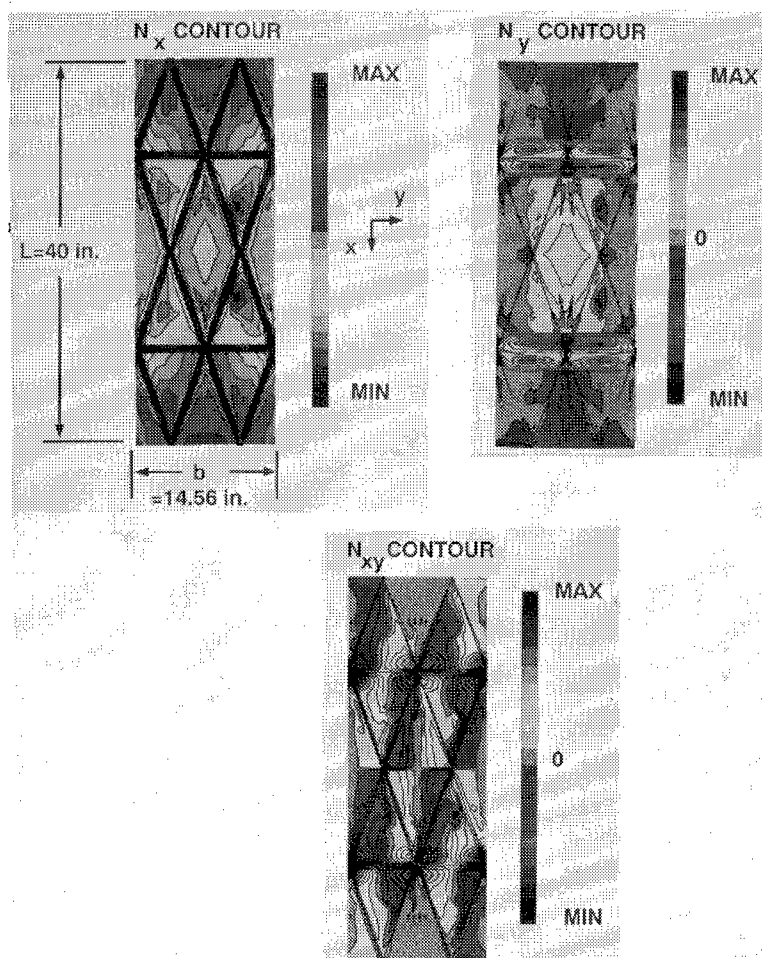 N x CONTOUR
MAX
L=40 in.
y
x
MIN
b
=14.56 in.
N y CONTOUR
MAX
0
MIN
N xy CONTOUR
MAX
0
MIN